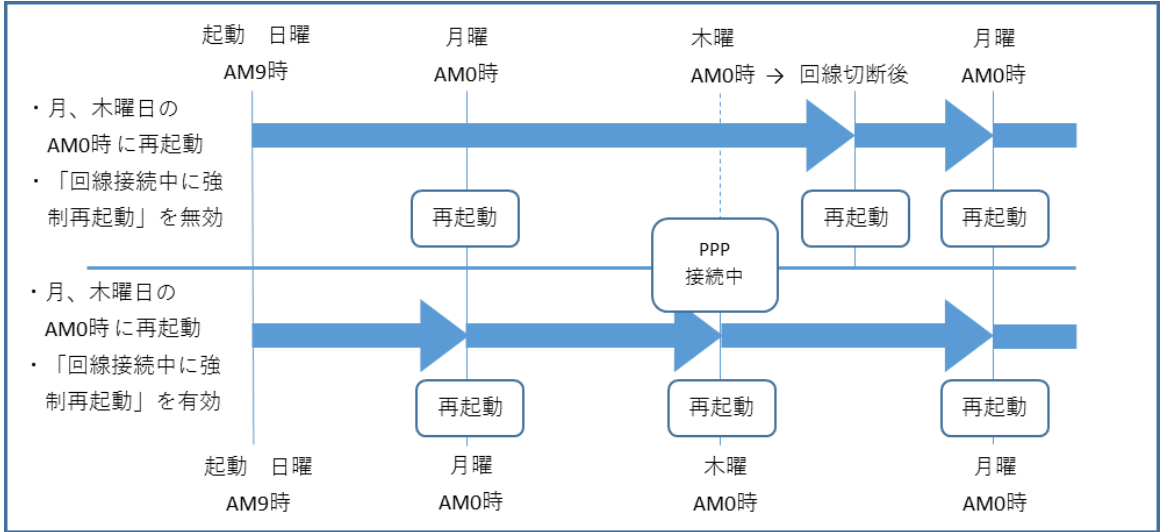 起動　日曜
AM9時
月曜
AM0時
木曜
AM0時 → 回線切断後
月曜
AM0時
・月、木曜日の
AM0時 に再起動
・「回線接続中に強
制再起動」を無効
再起動
再起動
再起動
PPP
接続中
・月、木曜日の
AM0時 に再起動
・「回線接続中に強
制再起動」を有効
再起動
再起動
再起動
起動　日曜
AM9時
月曜
AM0時
木曜
AM0時
月曜
AM0時